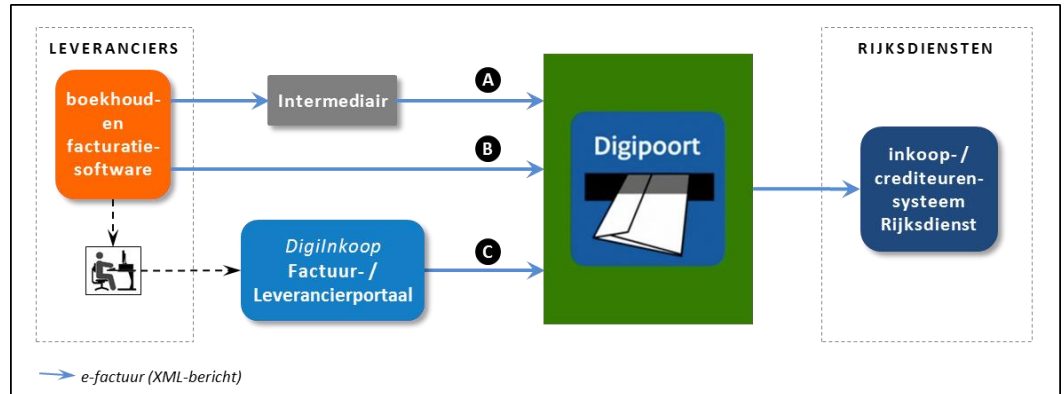 LEVERANCIERS
boekhoud-
en
facturatie-
software
Intermediair
A
B
DigiInkoop
Factuur- /
Leverancierportaal
C
Digipoort
RIJKSDIENSTEN
inkoop- /
crediteuren-
systeem
Rijksdienst
e-factuur (XML-bericht)